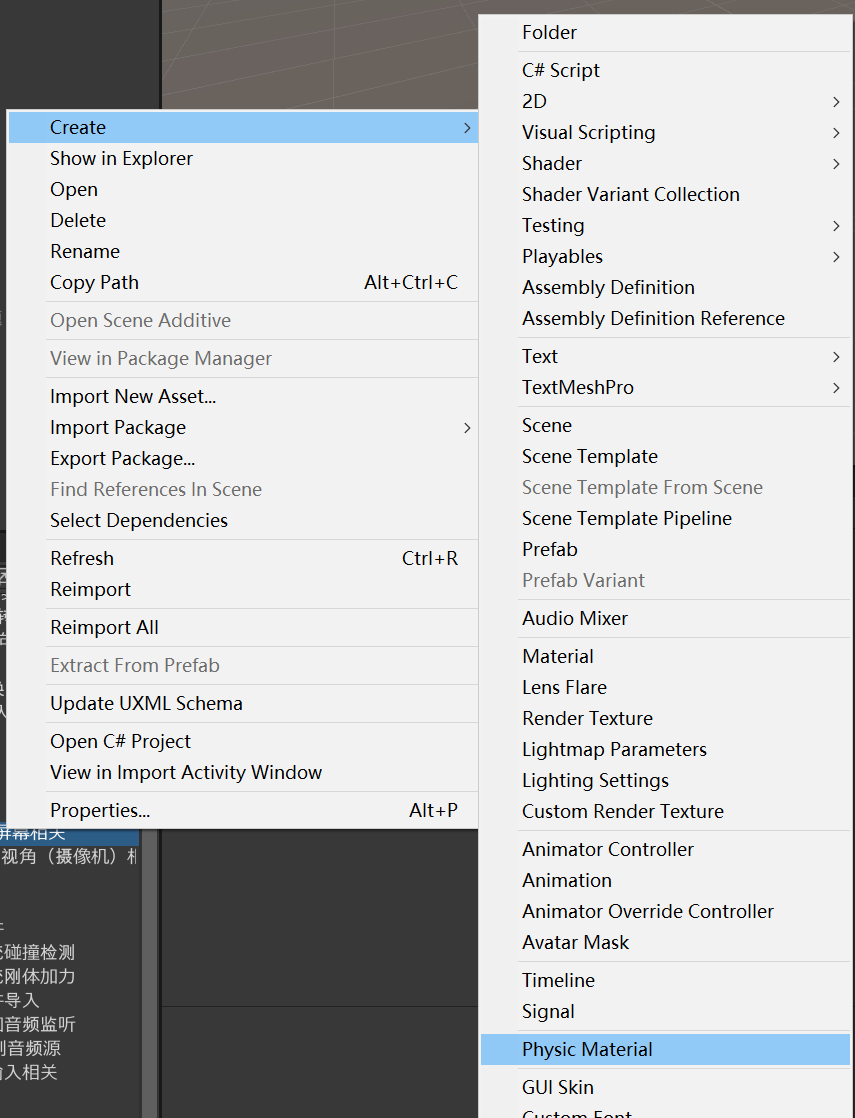 Create
Show in Explorer
Open
Delete
Rename
Copy Path Alt+Ctrl+C
Open Scene Additive
View in Package Manager
Import New Asset...
Import Package
Export Package...
Find References In Scene
Select Dependencies
Refresh Ctrl+R
Reimport
Reimport All
Extract From Prefab
Update UXML Schema
Open C# Project
View in Import Activity Window
Properties... Alt+P
Folder
C# Script
2D
Visual Scripting
Shader
Shader Variant Collection
Testing
Playables
Assembly Definition
Assembly Definition Reference
Text
TextMeshPro
Scene
Scene Template
Scene Template From Scene
Scene Template Pipeline
Prefab
Prefab Variant
Audio Mixer
Material
Lens Flare
Render Texture
Lightmap Parameters
Lighting Settings
Custom Render Texture
Animator Controller
Animation
Animator Override Controller
Avatar Mask
Timeline
Signal
Physic Material
GUI Skin
Custom Font
屏幕相关
视角（摄像机）
碰撞检测
刚体加力
导入
音频监听
音频源
入相关